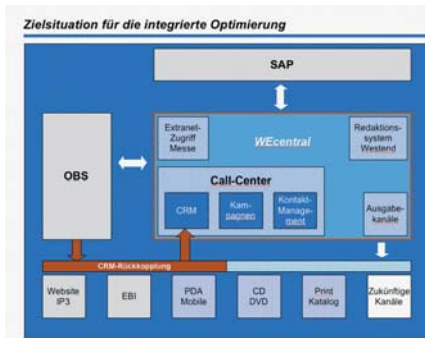 Zielsituation für die integrierte Optimierung
SAP
OBS
Extranet-
Zugriff
Messe
WEcentral
Redaktions-
system
Westend
Call-Center
CRM
Kam-
pagnen
Kontakt-
Manage-
ment
Ausgabe-
kanäle
CRM-Rückkopplung
Website
IP3
EBI
PDA
Mobile
CD
DVD
Print
Katalog
Zukünftige
Kanäle